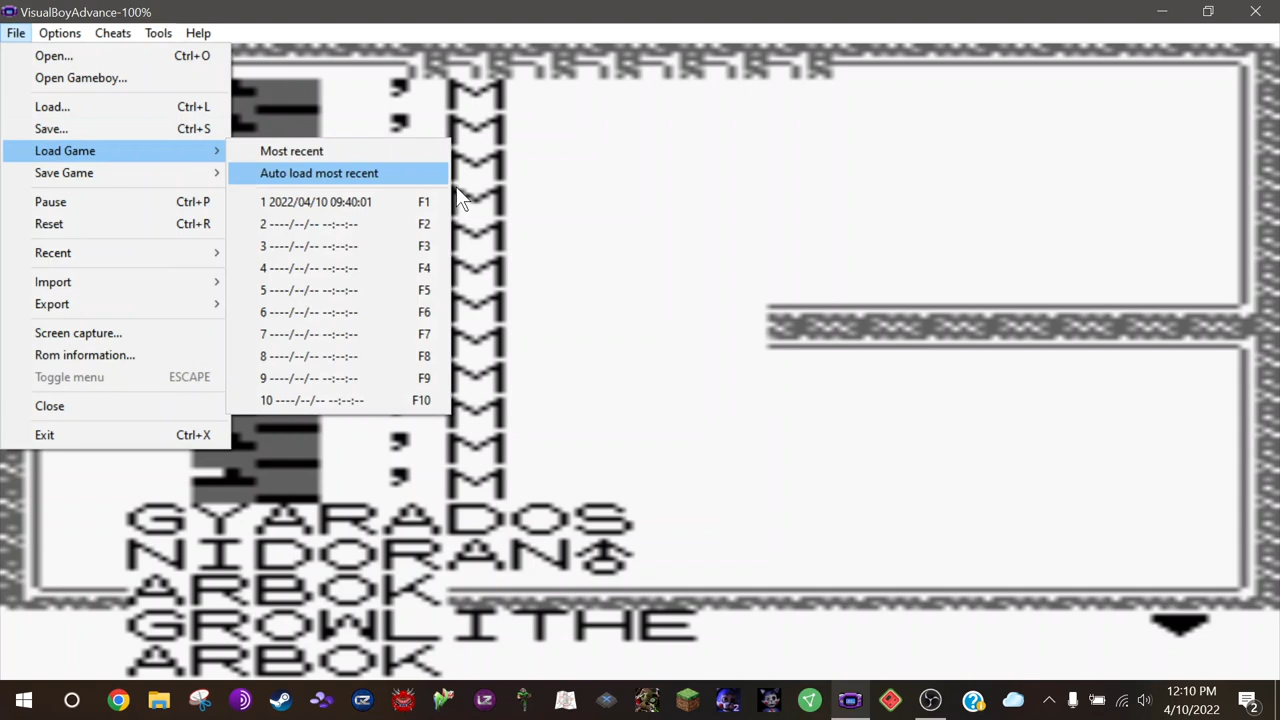 VisualBoyAdvance-100%
File Options Cheats Tools Help
Open... Ctrl+O
Open Gameboy...
Load... Ctrl+L
Save... Ctrl+S
Load Game
Save Game
Pause Ctrl+P
Reset Ctrl+R
Recent
Import
Export
Screen capture...
Rom information...
Toggle menu ESCAPE
Close
Exit Ctrl+X
Most recent
Auto load most recent
1 2022/04/10 09:40:01 F1
2 ----/--/-- --:--:-- F2
3 ----/--/-- --:--:-- F3
4 ----/--/-- --:--:-- F4
5 ----/--/-- --:--:-- F5
6 ----/--/-- --:--:-- F6
7 ----/--/-- --:--:-- F7
8 ----/--/-- --:--:-- F8
9 ----/--/-- --:--:-- F9
10 ----/--/-- --:--:-- F10
GYARADOS
NIDORAN♂
ARBOK
GROWLITHE
ARBOK
12:10 PM
4/10/2022